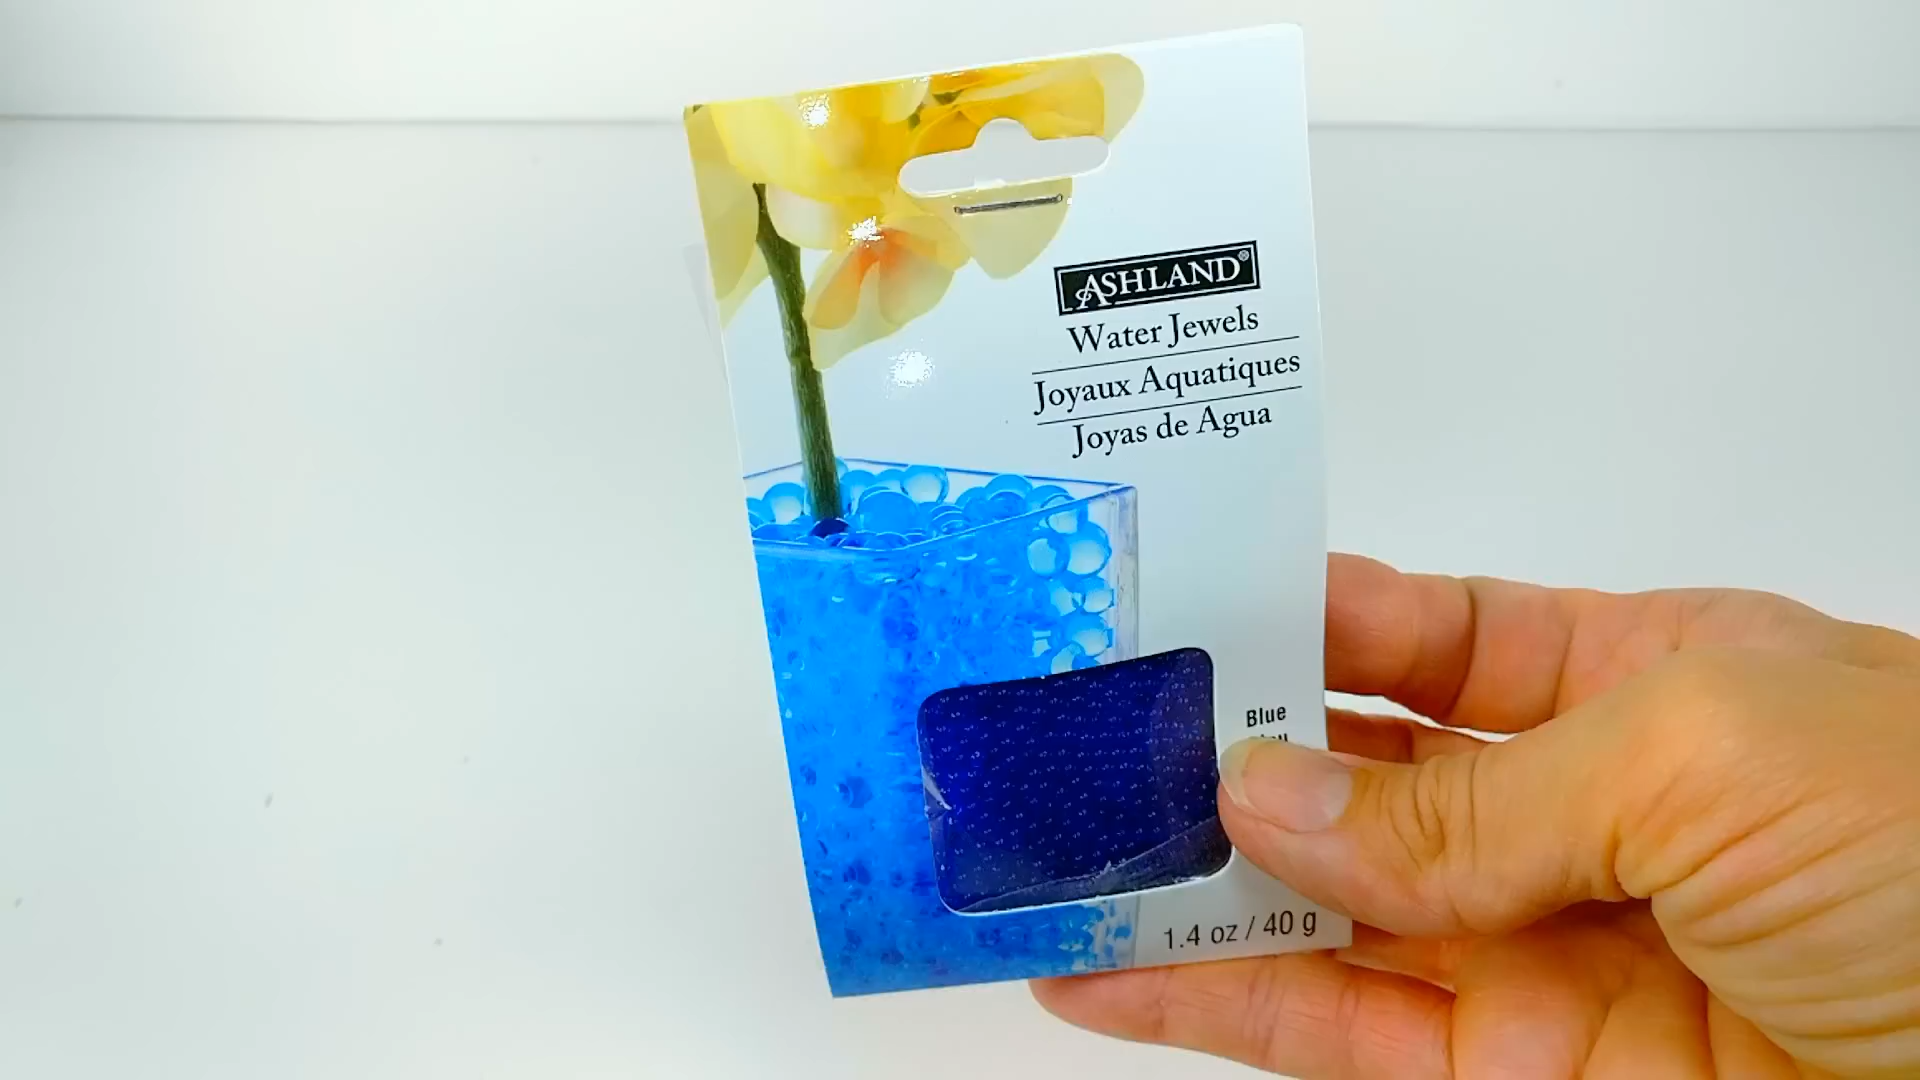 ASHLAND®
Water Jewels
Joyaux Aquatiques
Joyas de Agua
Blue
1.4 oz / 40 g